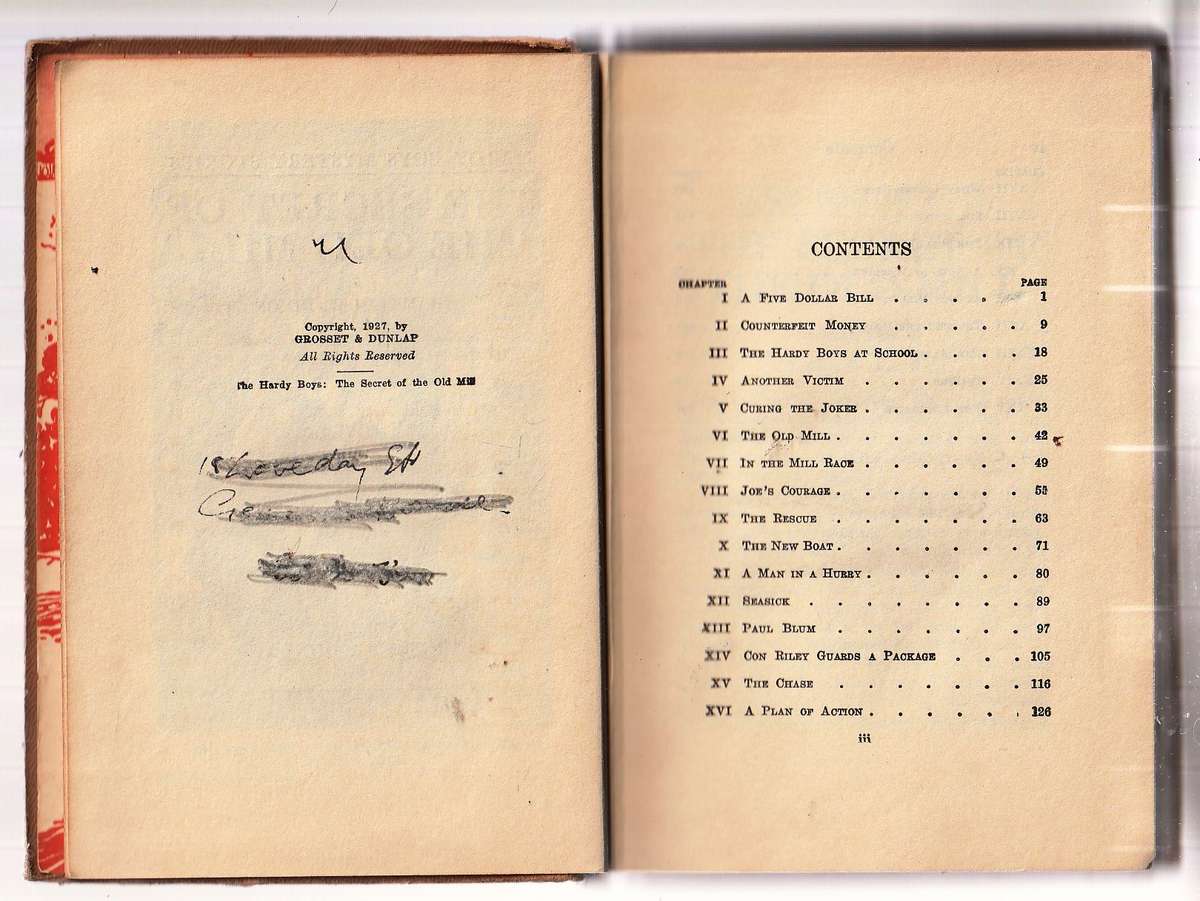 Copyright, 1927, by
GROSSET & DUNLAP
All Rights Reserved
The Hardy Boys: The Secret of the Old Mill
CONTENTS
CHAPTER PAGE
I A Five Dollar Bill . . . . . 1
II Counterfeit Money . . . . . . 9
III The Hardy Boys at School . . . . 18
IV Another Victim . . . . . . 25
V Curing the Joker . . . . . . 33
VI The Old Mill . . . . . . . 42
VII In the Mill Race . . . . . . 49
VIII Joe's Courage . . . . . . . 55
IX The Rescue . . . . . . . 63
X The New Boat . . . . . . . 71
XI A Man in a Hurry . . . . . . 80
XII Seasick . . . . . . . . 89
XIII Paul Blum . . . . . . . 97
XIV Con Riley Guards a Package . . . 105
XV The Chase . . . . . . . 116
XVI A Plan of Action . . . . . . 126
iii